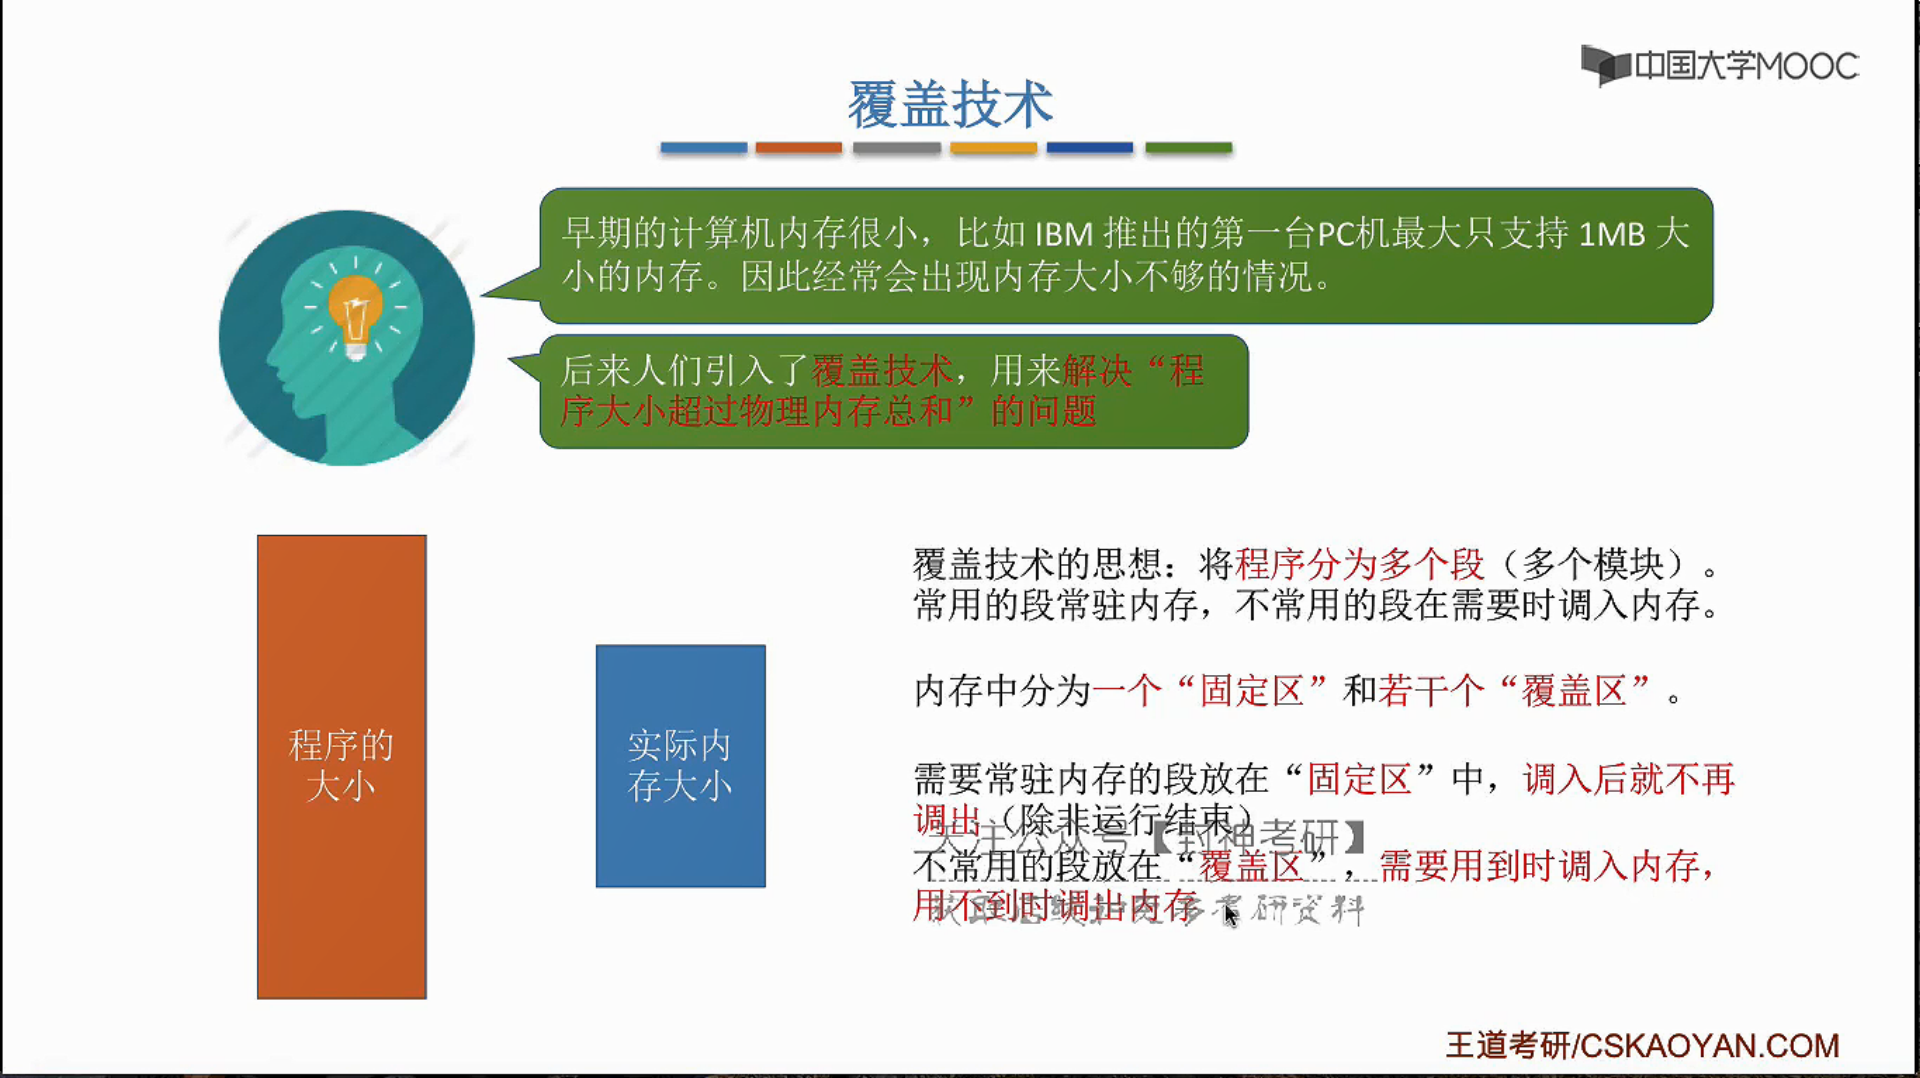 中国大学MOOC
覆盖技术
早期的计算机内存很小，比如 IBM 推出的第一台PC机最大只支持 1MB 大
小的内存。因此经常会出现内存大小不够的情况。
后来人们引入了覆盖技术，用来解决“程
序大小超过物理内存总和”的问题
程序的
大小
实际内
存大小
覆盖技术的思想：将程序分为多个段（多个模块）。
常用的段常驻内存，不常用的段在需要时调入内存。
内存中分为一个“固定区”和若干个“覆盖区”。
需要常驻内存的段放在“固定区”中，调入后就不再
调出（除非运行结束）
关注公众号【封神考研】
不常用的段放在“覆盖区”，需要用到时调入内存，
用不到时调出内存
考研资料
王道考研/CSKAOYAN.COM